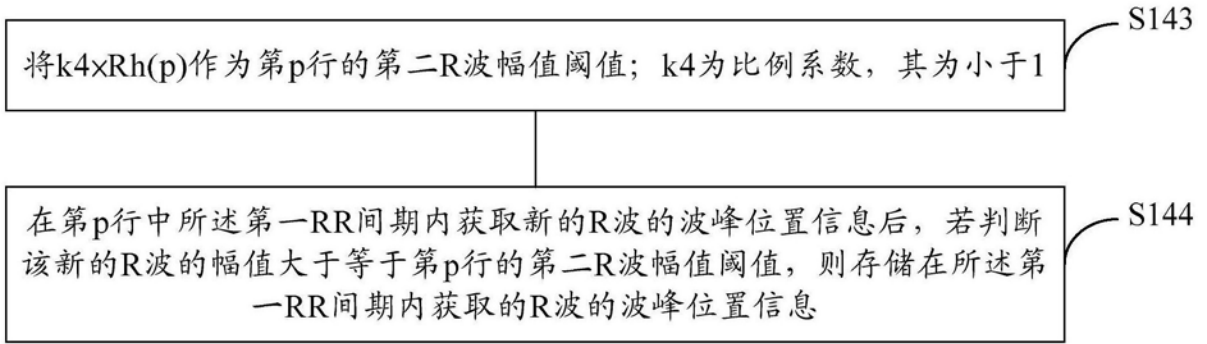 S143
将k4×Rh(p)作为第p行的第二R波幅值阈值；k4为比例系数，其为小于1
S144
在第p行中所述第一RR间期内获取新的R波的波峰位置信息后，若判断
该新的R波的幅值大于等于第p行的第二R波幅值阈值，则存储在所述第
一RR间期内获取的R波的波峰位置信息